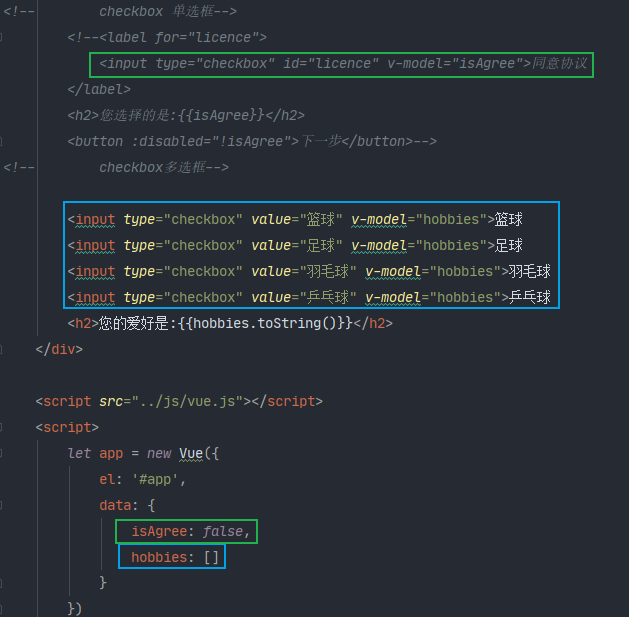 <!--        checkbox 单选框-->
        <!--<label for="licence">
            <input type="checkbox" id="licence" v-model="isAgree">同意协议
        </label>
        <h2>您选择的是:{{isAgree}}</h2>
        <button :disabled="!isAgree">下一步</button>-->
<!--        checkbox多选框-->
        <input type="checkbox" value="篮球" v-model="hobbies">篮球
        <input type="checkbox" value="足球" v-model="hobbies">足球
        <input type="checkbox" value="羽毛球" v-model="hobbies">羽毛球
        <input type="checkbox" value="乒乓球" v-model="hobbies">乒乓球
        <h2>您的爱好是:{{hobbies.toString()}}</h2>
    </div>
    <script src="../js/vue.js"></script>
    <script>
        let app = new Vue({
            el: '#app',
            data: {
                isAgree: false,
                hobbies: []
            }
        })